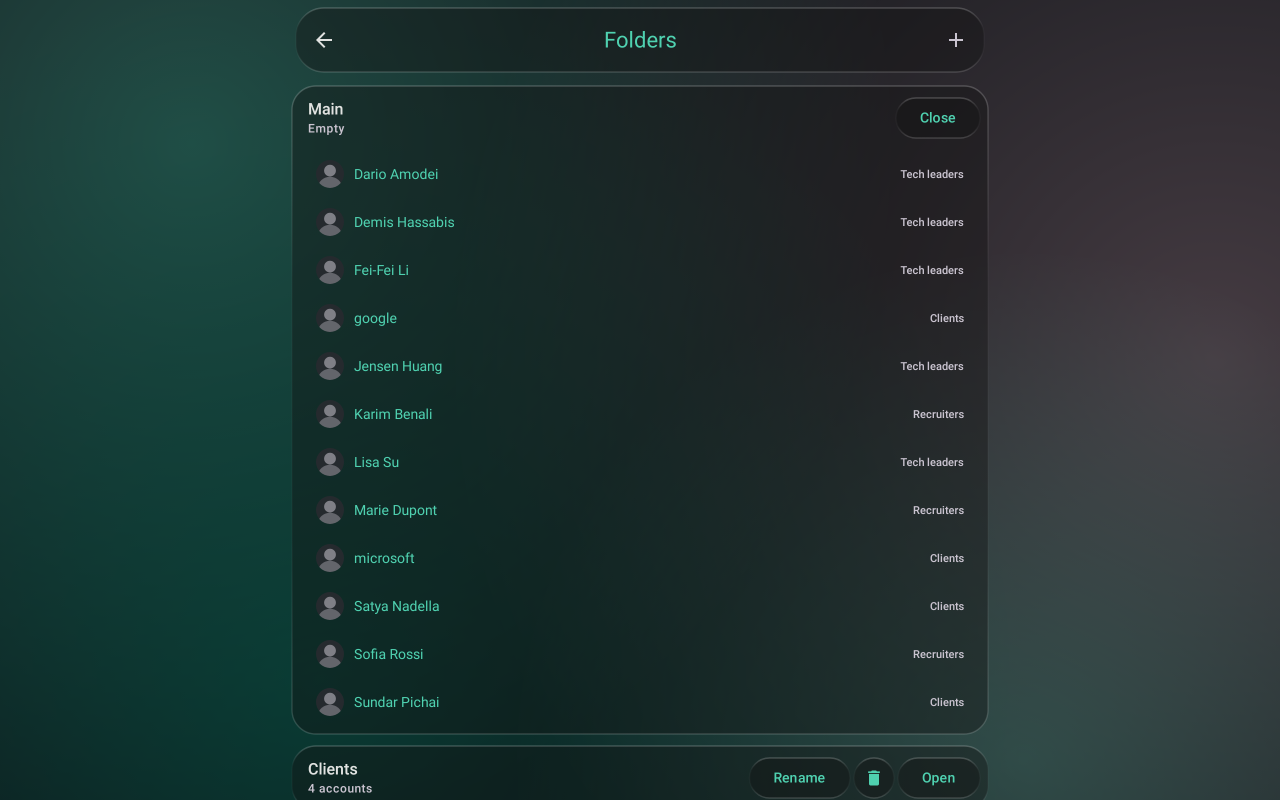 Folders
Main
Empty
Close
Dario Amodei
Tech leaders
Demis Hassabis
Tech leaders
Fei-Fei Li
Tech leaders
google
Clients
Jensen Huang
Tech leaders
Karim Benali
Recruiters
Lisa Su
Tech leaders
Marie Dupont
Recruiters
microsoft
Clients
Satya Nadella
Clients
Sofia Rossi
Recruiters
Sundar Pichai
Clients
Clients
4 accounts
Rename
Open